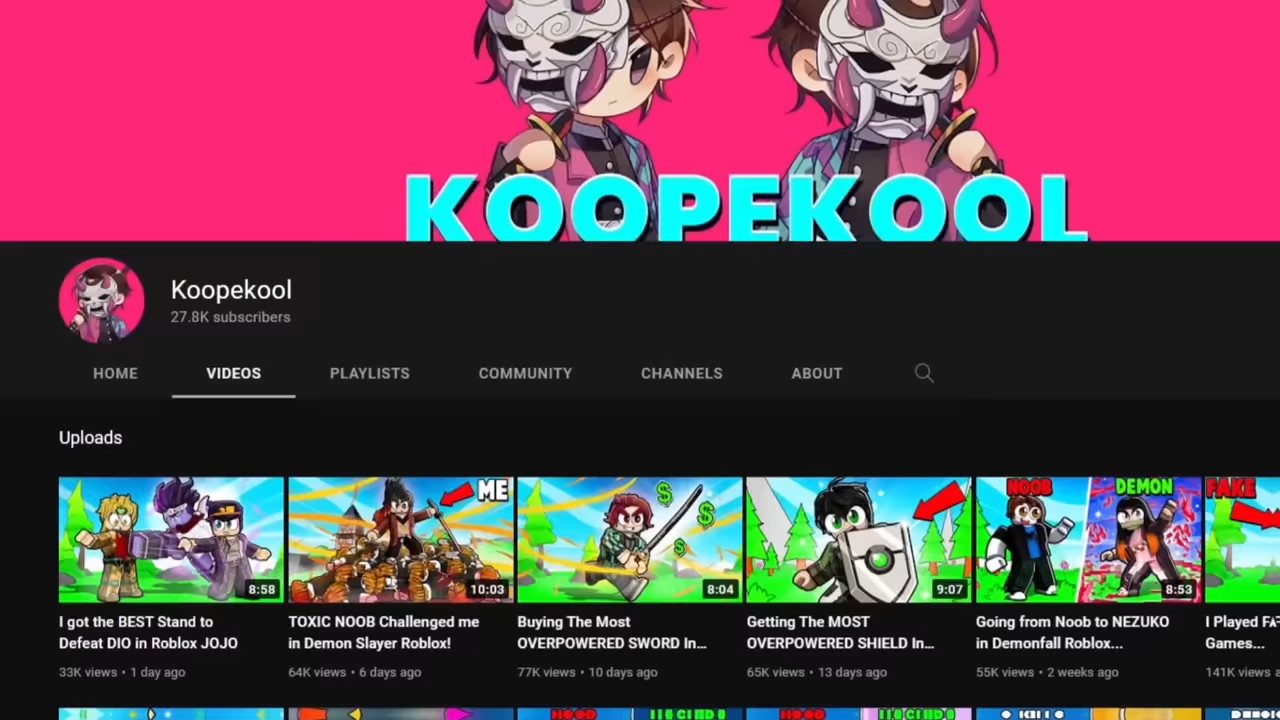 KOOPEKOOL
Koopekool
27.8K subscribers
HOME VIDEOS PLAYLISTS COMMUNITY CHANNELS ABOUT
Uploads
ME NOOB DEMON FAKE
$ $ $
8:58 10:03 8:04 9:07 8:53
I got the BEST Stand to
Defeat DIO in Roblox JOJO
33K views • 1 day ago
TOXIC NOOB Challenged me
in Demon Slayer Roblox!
64K views • 6 days ago
Buying The Most
OVERPOWERED SWORD In...
77K views • 10 days ago
Getting The MOST
OVERPOWERED SHIELD In...
65K views • 13 days ago
Going from Noob to NEZUKO
in Demonfall Roblox...
55K views • 2 weeks ago
I Played
Games...
141K views